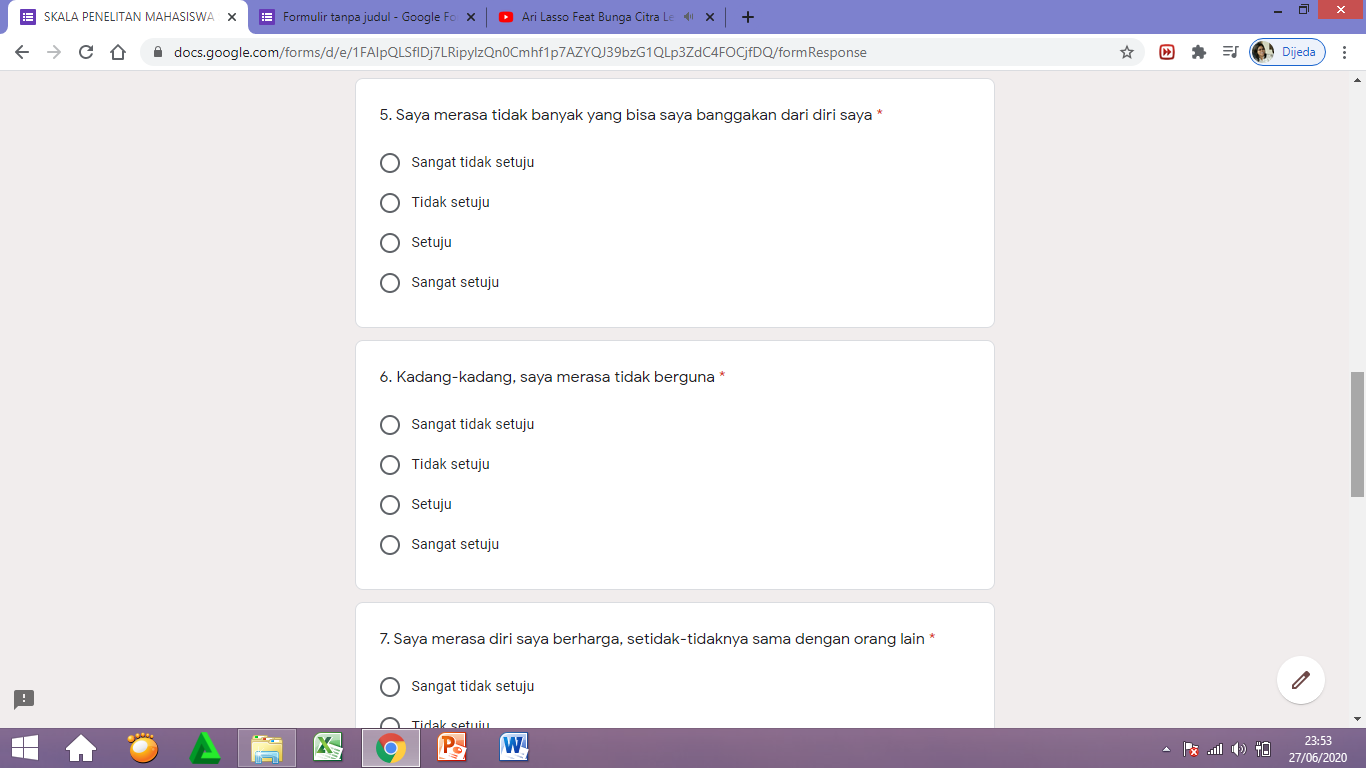 SKALA PENELITAN MAHASISWA
Formulir tanpa judul - Google Fo
Ari Lasso Feat Bunga Citra Le
docs.google.com/forms/d/e/1FAIpQLSflDj7LRipylzQn0Cmhf1p7AZYQJ39bzG1QLp3ZdC4FOCjfDQ/formResponse
Dijeda
5. Saya merasa tidak banyak yang bisa saya banggakan dari diri saya *
Sangat tidak setuju
Tidak setuju
Setuju
Sangat setuju
6. Kadang-kadang, saya merasa tidak berguna *
Sangat tidak setuju
Tidak setuju
Setuju
Sangat setuju
7. Saya merasa diri saya berharga, setidak-tidaknya sama dengan orang lain *
Sangat tidak setuju
Tidak setuju
23:53
27/06/2020